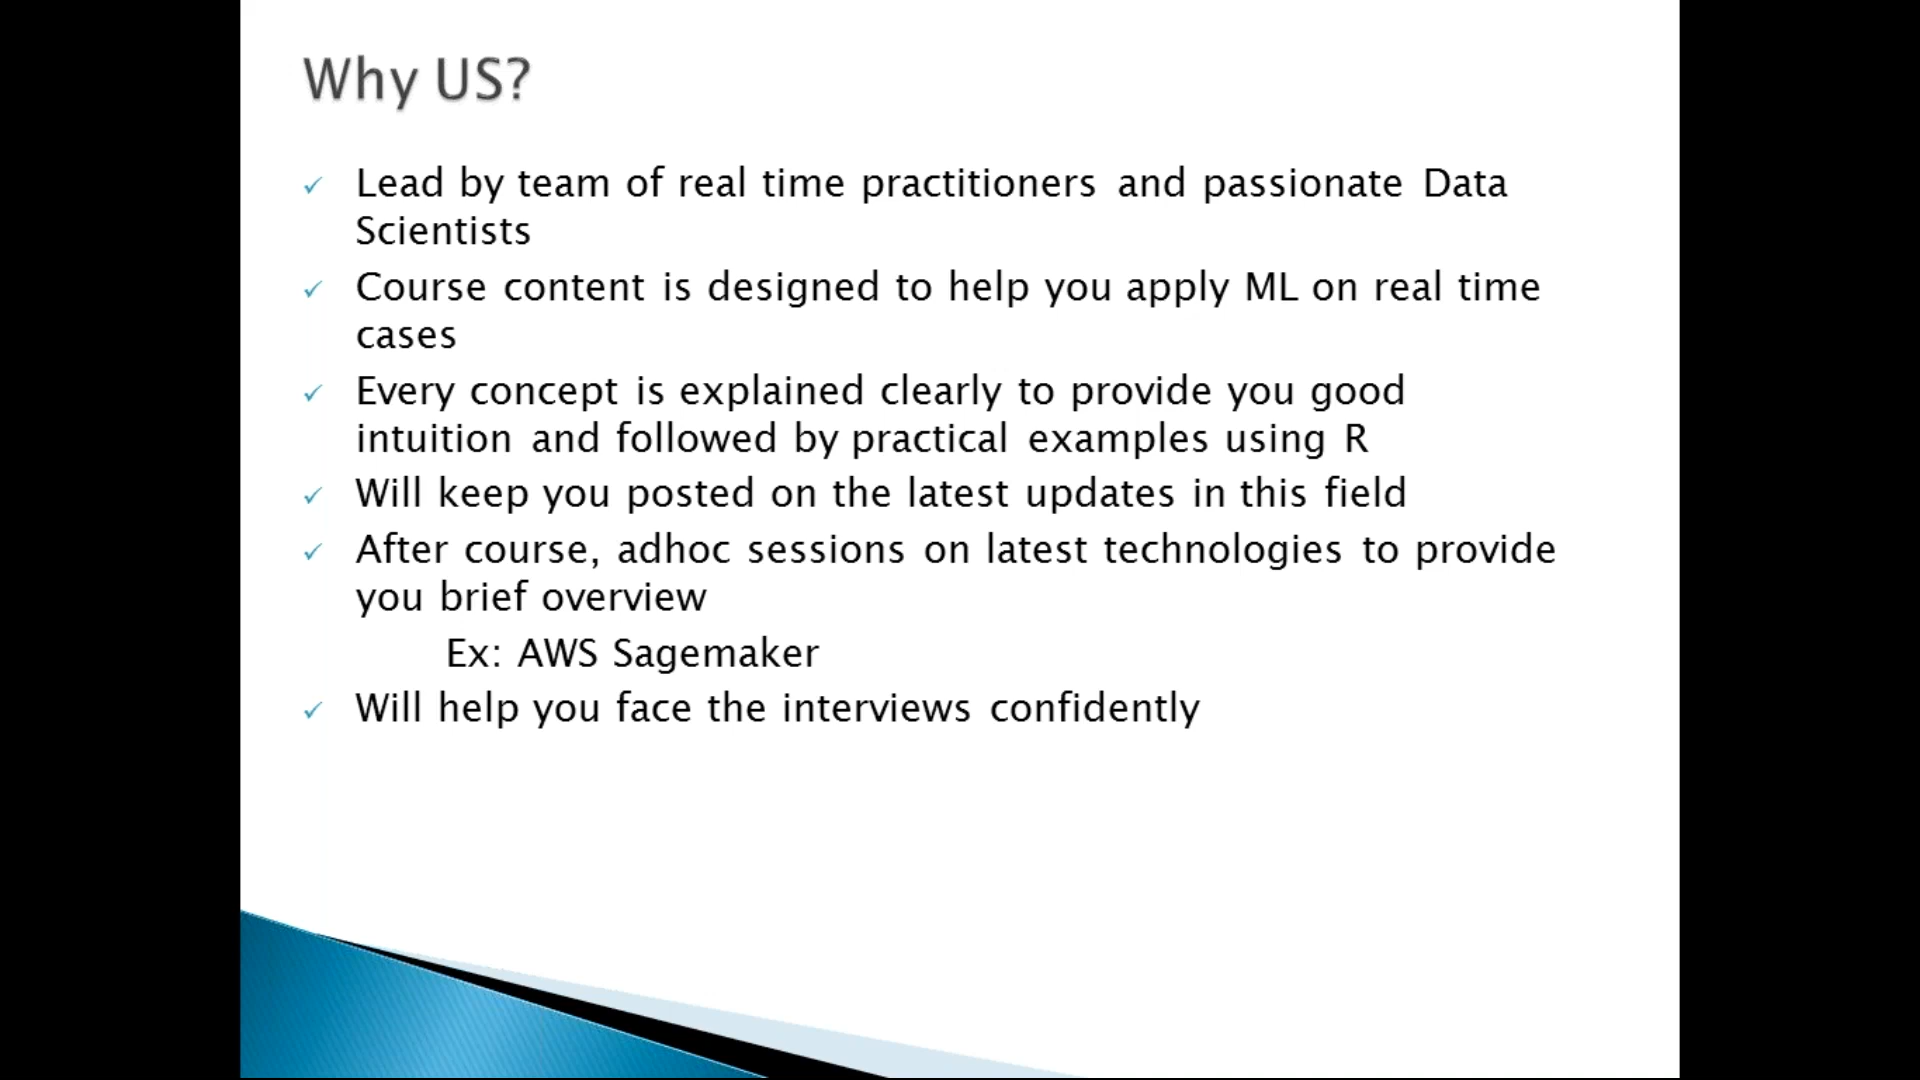 Why US?
✓ Lead by team of real time practitioners and passionate Data
Scientists
✓ Course content is designed to help you apply ML on real time
cases
✓ Every concept is explained clearly to provide you good
intuition and followed by practical examples using R
✓ Will keep you posted on the latest updates in this field
✓ After course, adhoc sessions on latest technologies to provide
you brief overview
Ex: AWS Sagemaker
✓ Will help you face the interviews confidently